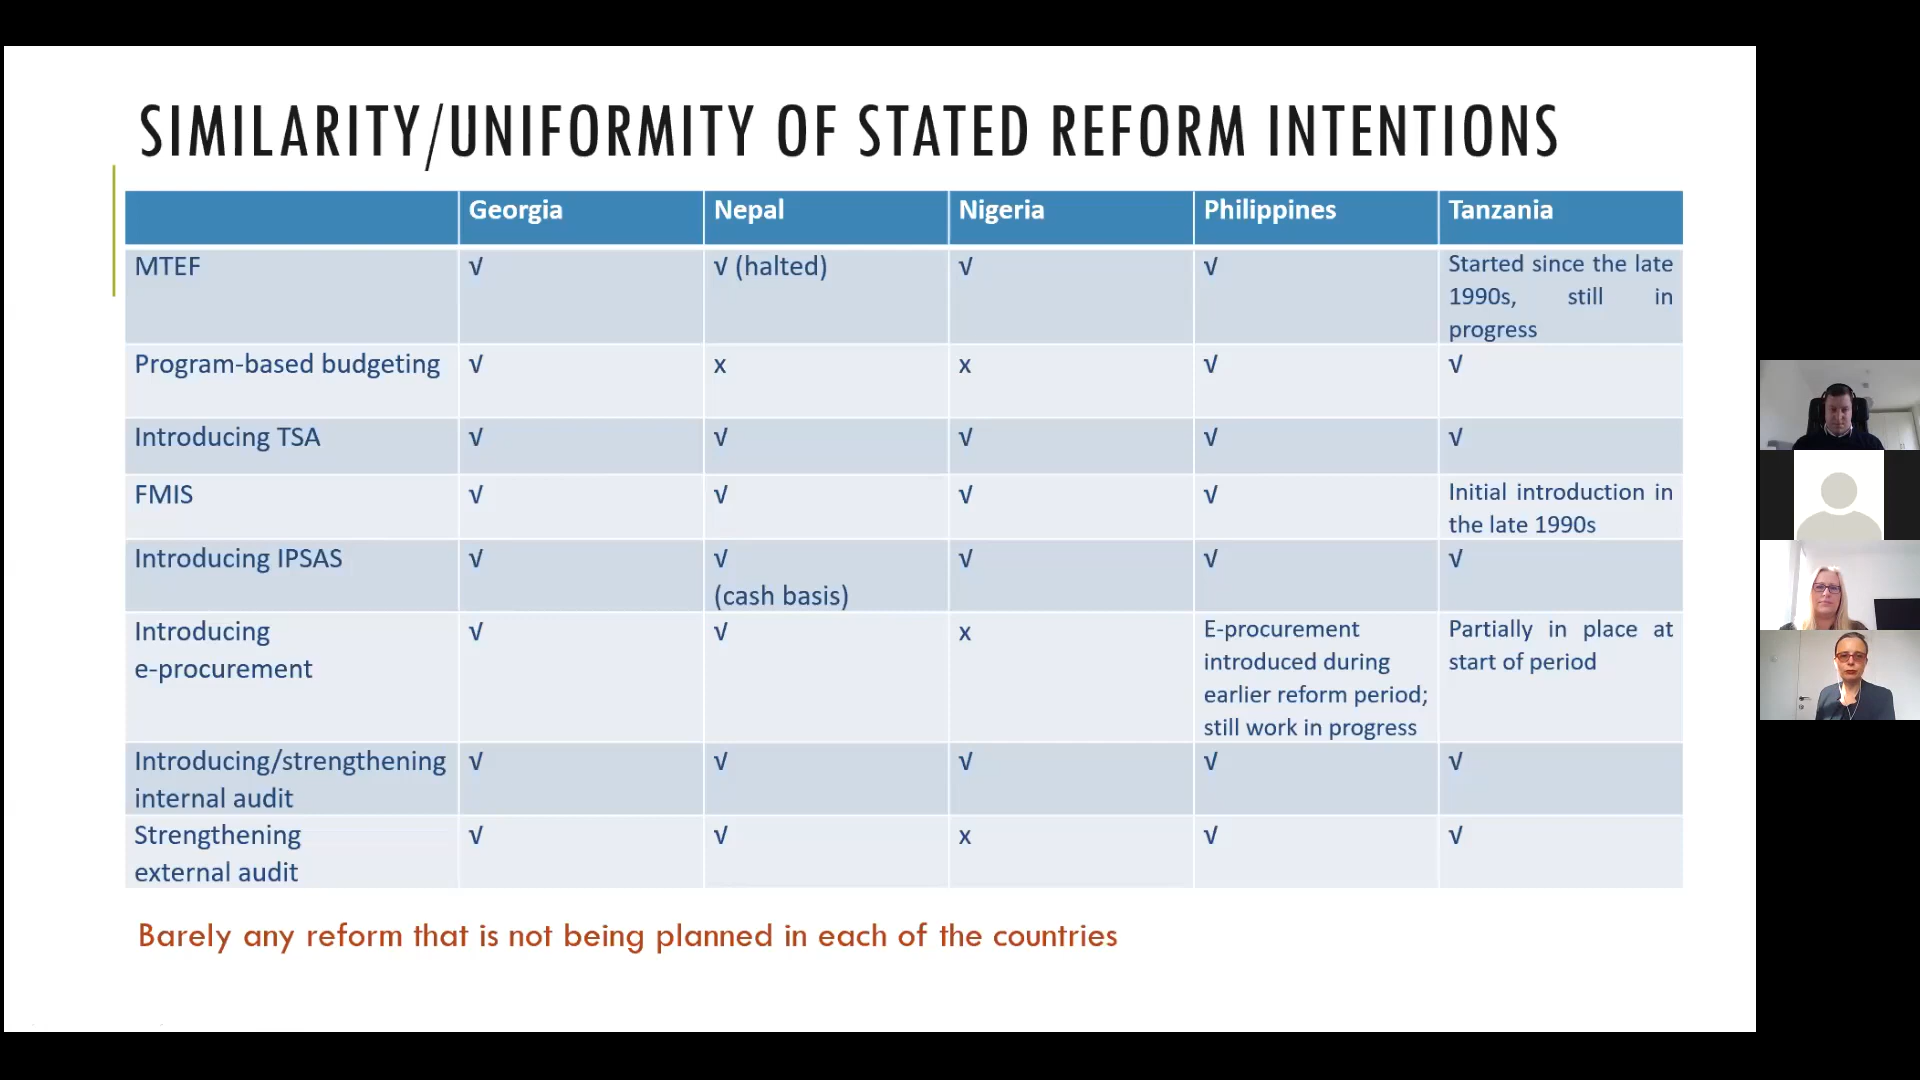 SIMILARITY/UNIFORMITY OF STATED REFORM INTENTIONS
Georgia Nepal Nigeria Philippines Tanzania
MTEF √ √ (halted) √ √ Started since the late
1990s, still in
progress
Program-based budgeting √ x x √ √
Introducing TSA √ √ √ √ √
FMIS √ √ √ √ Initial introduction in
the late 1990s
Introducing IPSAS √ √ √ √ √
(cash basis)
Introducing √ √ x E-procurement Partially in place at
e-procurement introduced during start of period
earlier reform period;
still work in progress
Introducing/strengthening √ √ √ √ √
internal audit
Strengthening √ √ x √ √
external audit
Barely any reform that is not being planned in each of the countries